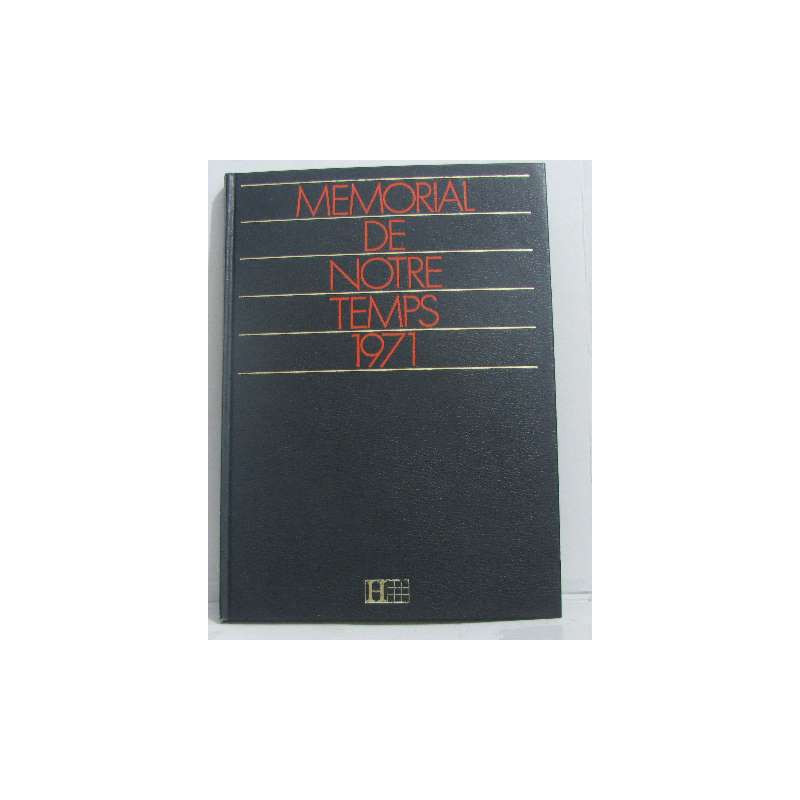 MEMORIAL
DE
NOTRE
TEMPS
1971
H